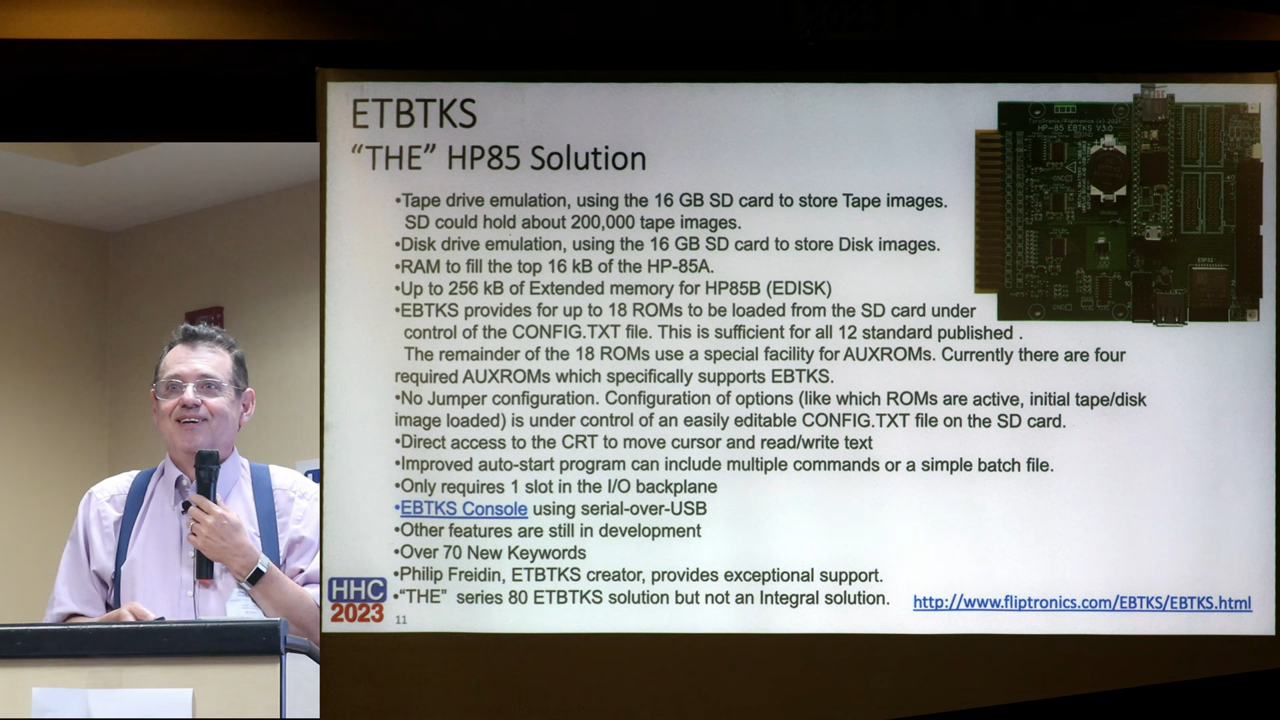 ETBTKS
“THE” HP85 Solution
HP-85 EBTKS V3.0
•Tape drive emulation, using the 16 GB SD card to store Tape images.
SD could hold about 200,000 tape images.
•Disk drive emulation, using the 16 GB SD card to store Disk images.
•RAM to fill the top 16 kB of the HP-85A.
•Up to 256 kB of Extended memory for HP85B (EDISK)
•EBTKS provides for up to 18 ROMs to be loaded from the SD card under
control of the CONFIG.TXT file. This is sufficient for all 12 standard published .
The remainder of the 18 ROMs use a special facility for AUXROMs. Currently there are four
required AUXROMs which specifically supports EBTKS.
•No Jumper configuration. Configuration of options (like which ROMs are active, initial tape/disk
image loaded) is under control of an easily editable CONFIG.TXT file on the SD card.
•Direct access to the CRT to move cursor and read/write text
•Improved auto-start program can include multiple commands or a simple batch file.
•Only requires 1 slot in the I/O backplane
•EBTKS Console using serial-over-USB
•Other features are still in development
•Over 70 New Keywords
•Philip Freidin, ETBTKS creator, provides exceptional support.
•“THE” series 80 ETBTKS solution but not an Integral solution.
http://www.fliptronics.com/EBTKS/EBTKS.html
HHC
2023
11